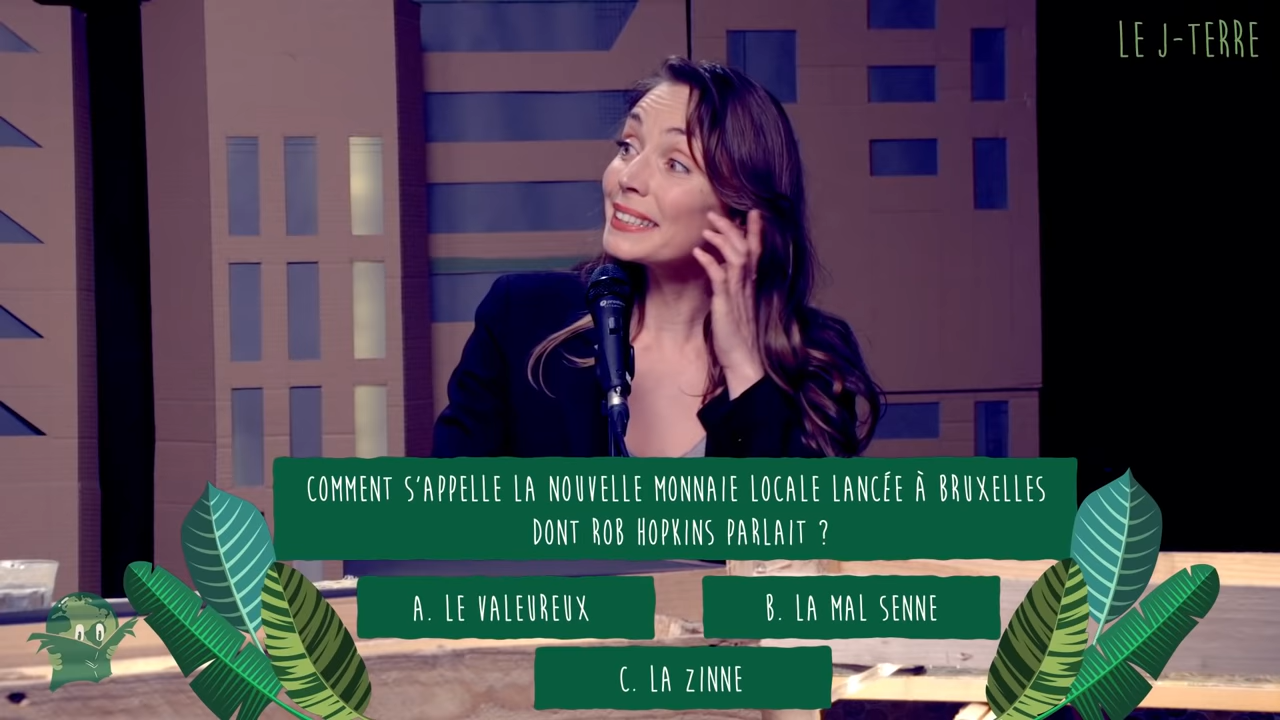 LE J-TERRE
COMMENT S'APPELLE LA NOUVELLE MONNAIE LOCALE LANCÉE À BRUXELLES
DONT ROB HOPKINS PARLAIT ?
A. LE VALEUREUX
B. LA MAL SENNE
C. LA ZINNE